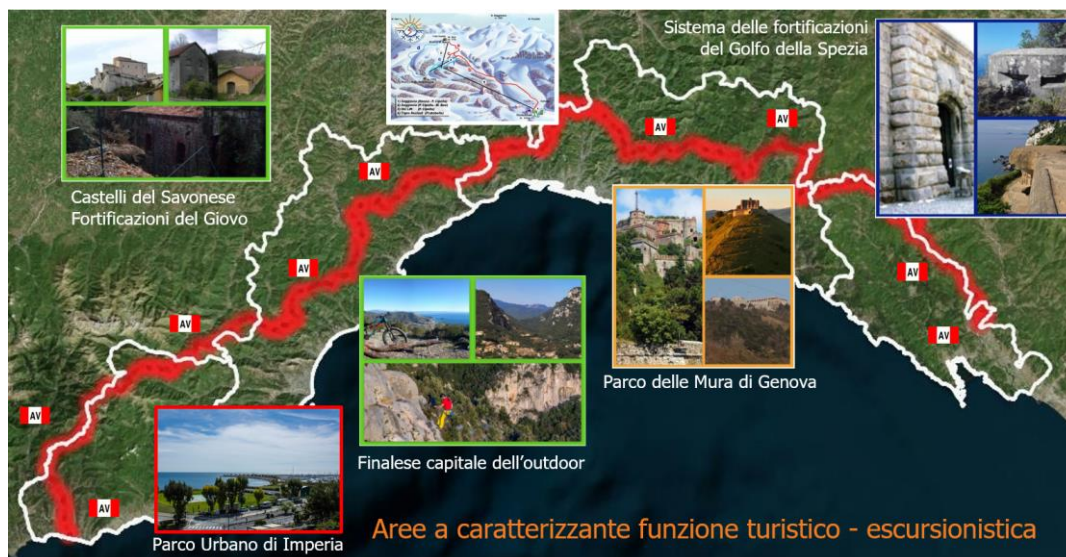 Sistema delle fortificazioni
del Golfo della Spezia
Castelli del Savonese
Fortificazioni del Giovo
AV
AV
AV
AV
AV
AV
AV
AV
AV
Parco delle Mura di Genova
Finalese capitale dell'outdoor
Parco Urbano di Imperia
Aree a caratterizzante funzione turistico - escursionistica